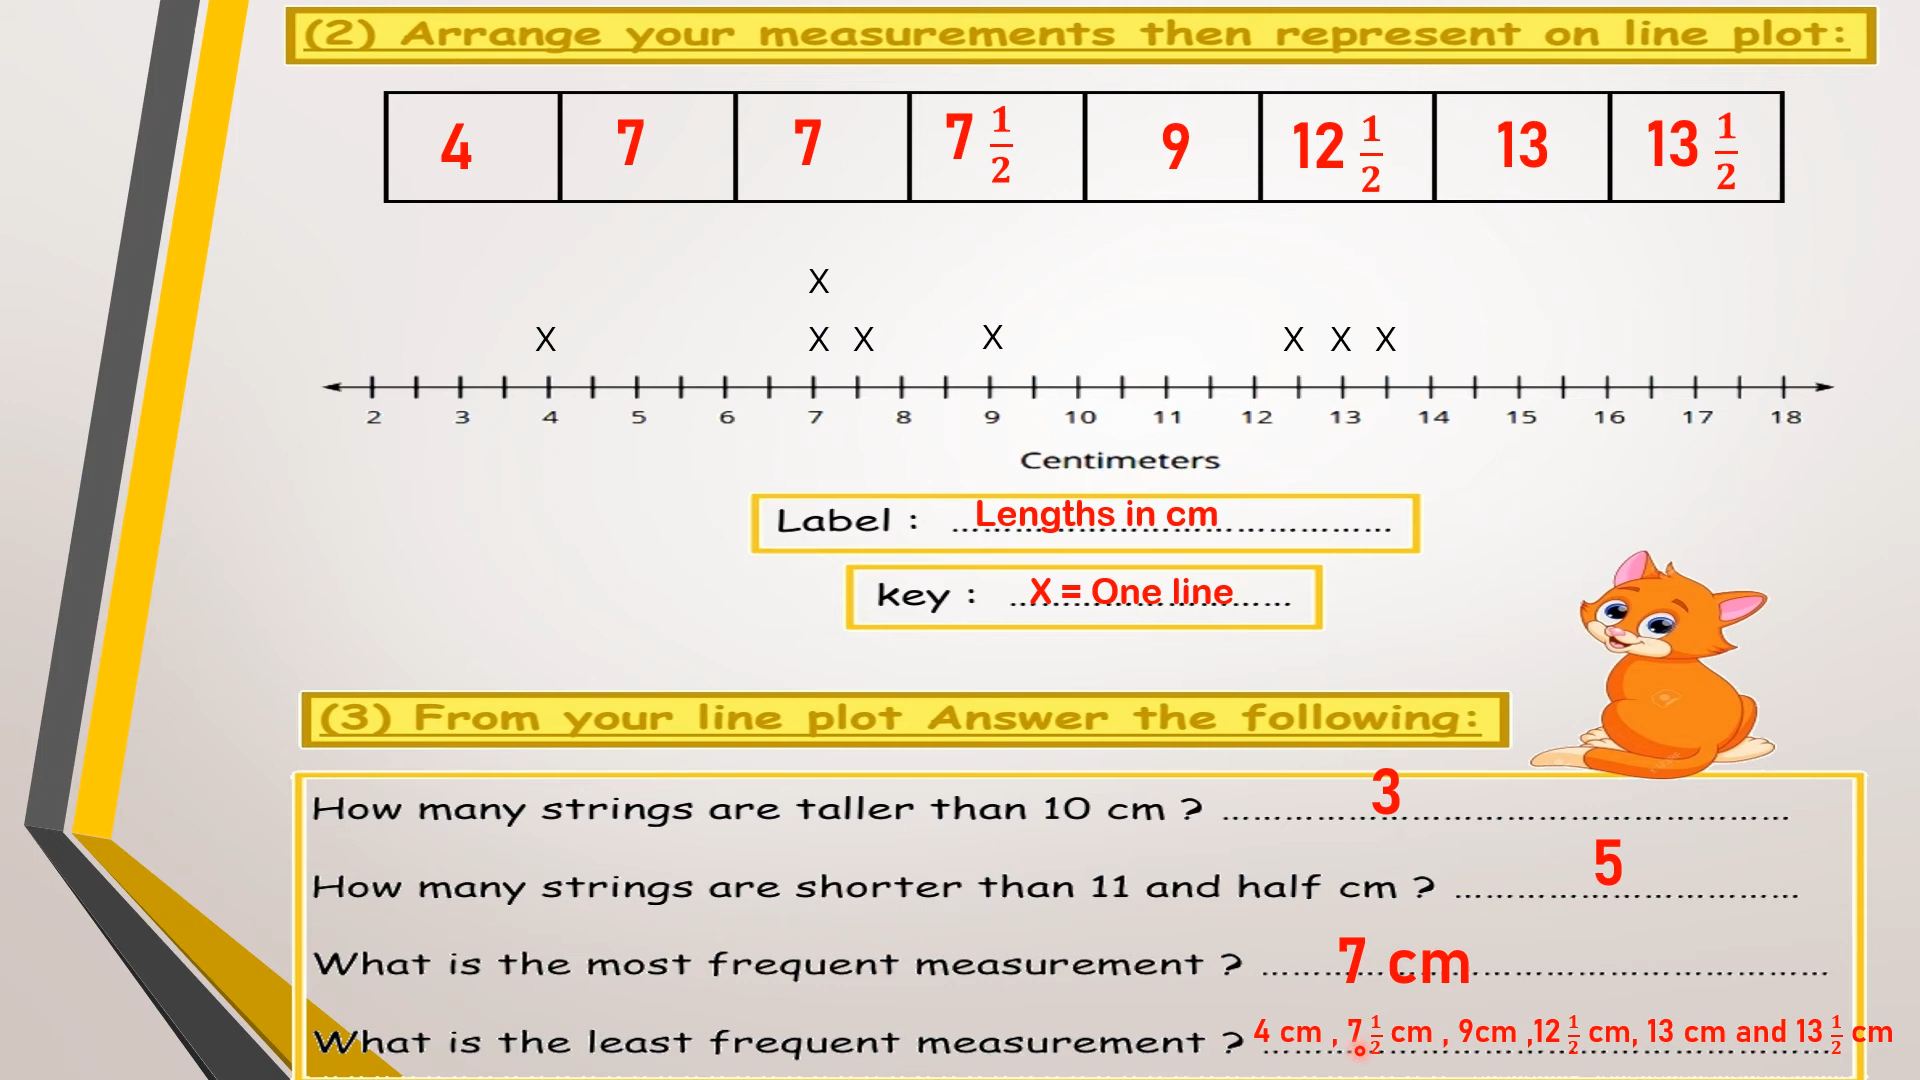 (2) Arrange your measurements then represent on line plot:
4 7 7 7 1/2 9 12 1/2 13 13 1/2
X
X X X X X X X
2 3 4 5 6 7 8 9 10 11 12 13 14 15 16 17 18
Centimeters
Label : ...Lengths in cm...
key : ...X = One line...
(3) From your line plot Answer the following:
How many strings are taller than 10 cm ? ...3...
How many strings are shorter than 11 and half cm ? ...5...
What is the most frequent measurement ? ...7 cm...
What is the least frequent measurement ? 4 cm , 7 1/2 cm , 9cm ,12 1/2 cm, 13 cm and 13 1/2 cm